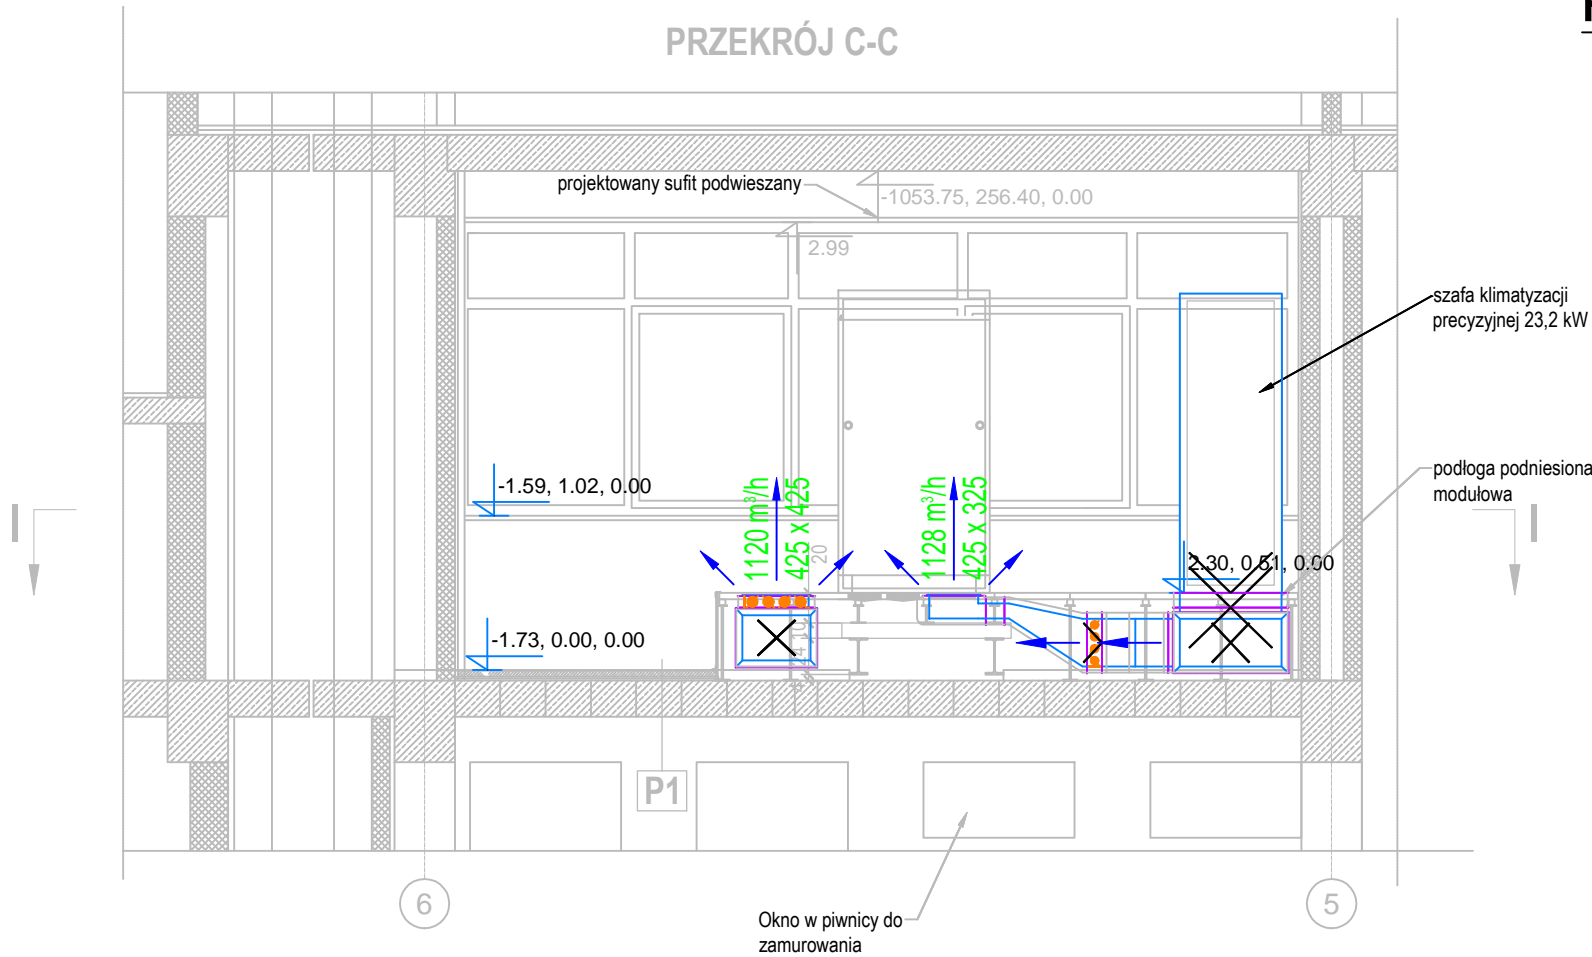 PRZEKRÓJ C-C
projektowany sufit podwieszany
-1053.75, 256.40, 0.00
2.99
szafa klimatyzacji
precyzyjnej 23,2 kW
podłoga podniesiona
modułowa
-1.59, 1.02, 0.00
1120 m³/h
425 x 425
20
1128 m³/h
425 x 325
2.30, 0.51, 0.00
-1.73, 0.00, 0.00
P1
6
5
Okno w piwnicy do
zamurowania